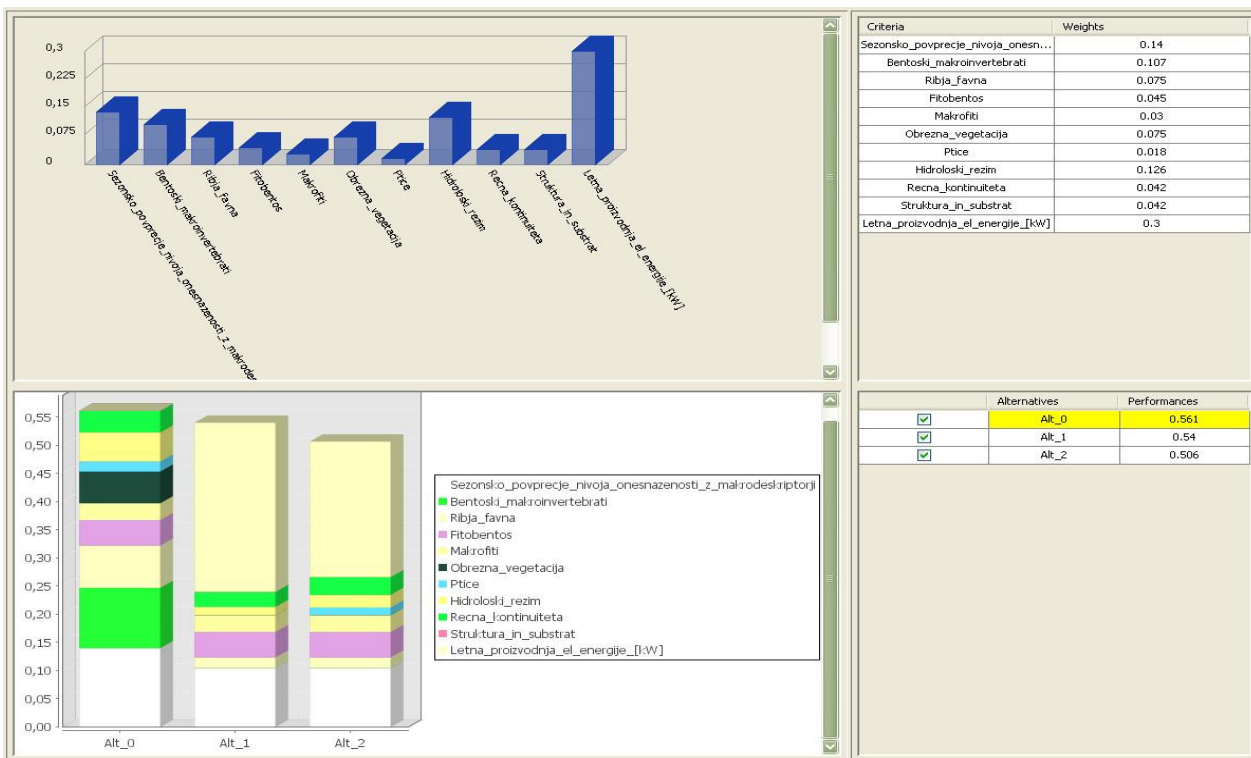 0,3
0,225
0,15
0,075
0
Sezonsko_povprecje_nivoja_onesnazenosti_z_makrodes
Bentoski_makroinvertebrati
Ribja_favna
Fitobentos
Makrofiti
Obrezna_vegetacija
Ptice
Hidroloski_rezim
Recna_kontinuiteta
Struktura_in_substrat
Letna_proizvodnja_el_energije_[kW]
Criteria Weights
Sezonsko_povprecje_nivoja_onesn... 0.14
Bentoski_makroinvertebrati 0.107
Ribja_favna 0.075
Fitobentos 0.045
Makrofiti 0.03
Obrezna_vegetacija 0.075
Ptice 0.018
Hidroloski_rezim 0.126
Recna_kontinuiteta 0.042
Struktura_in_substrat 0.042
Letna_proizvodnja_el_energije_[kW] 0.3
0,55
0,50
0,45
0,40
0,35
0,30
0,25
0,20
0,15
0,10
0,05
0,00
Alt_0 Alt_1 Alt_2
Sezonsko_povprecje_nivoja_onesnazenosti_z_makrodeskriptorji
Bentoski_makroinvertebrati
Ribja_favna
Fitobentos
Makrofiti
Obrezna_vegetacija
Ptice
Hidroloski_rezim
Recna_kontinuiteta
Struktura_in_substrat
Letna_proizvodnja_el_energije_[kW]
Alternatives Performances
Alt_0 0.561
Alt_1 0.54
Alt_2 0.506